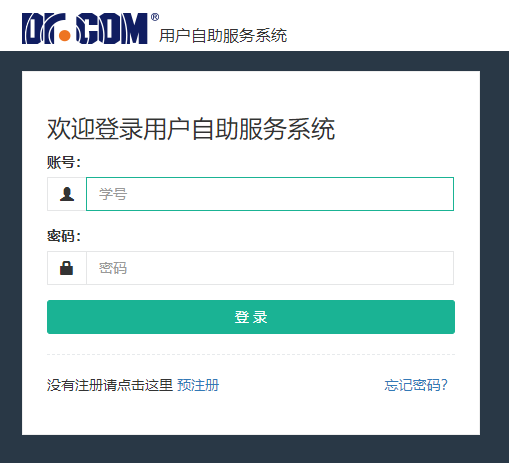 Dr.COM® 用户自助服务系统
欢迎登录用户自助服务系统
账号：
学号
密码：
密码
登 录
没有注册请点击这里 预注册 忘记密码？